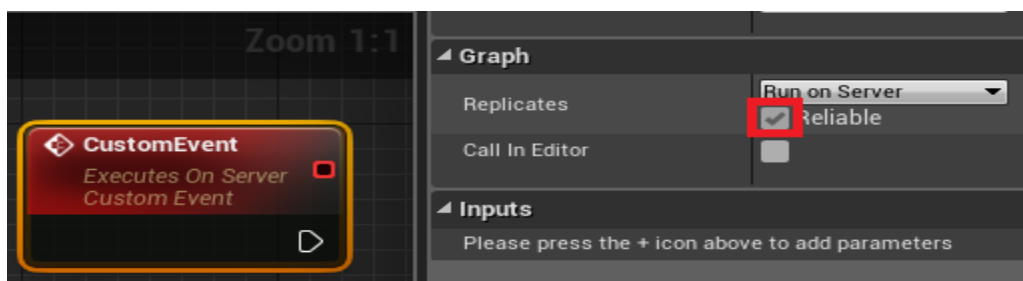 Zoom 1:1
CustomEvent
Executes On Server
Custom Event
Graph
Replicates
Run on Server
Reliable
Call In Editor
Inputs
Please press the + icon above to add parameters